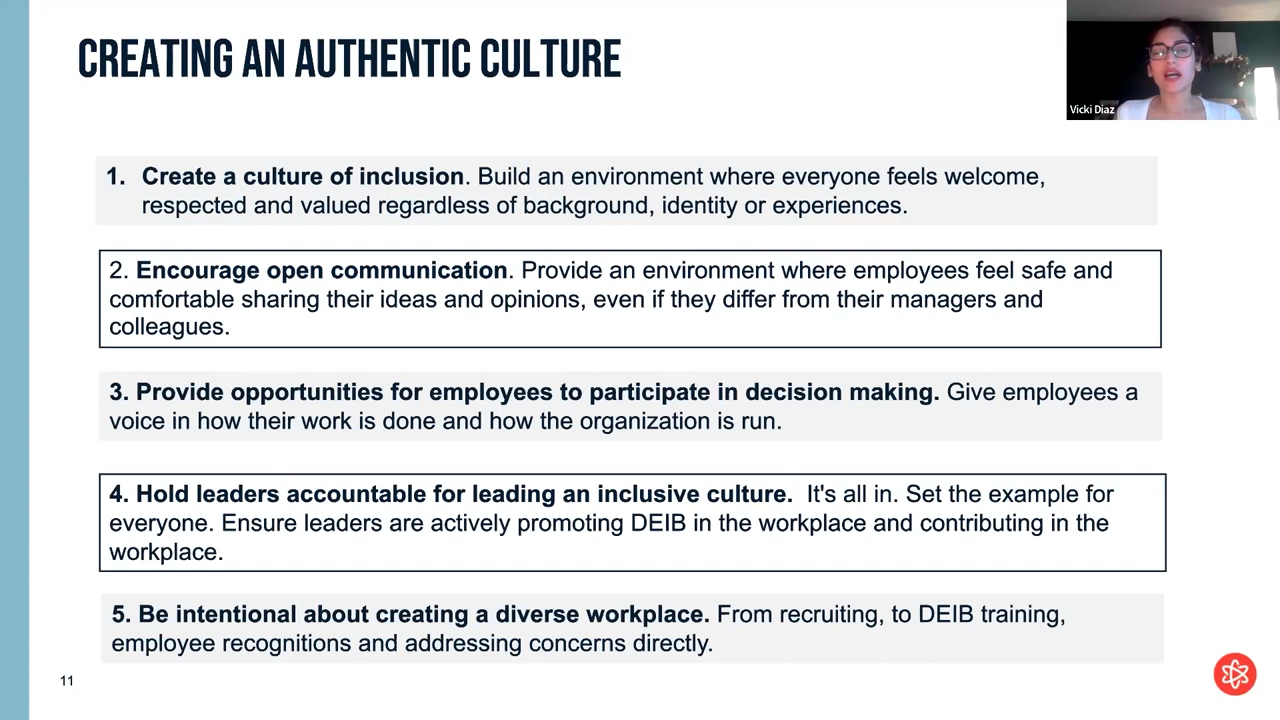 CREATING AN AUTHENTIC CULTURE
Vicki Diaz
1. Create a culture of inclusion. Build an environment where everyone feels welcome,
respected and valued regardless of background, identity or experiences.
2. Encourage open communication. Provide an environment where employees feel safe and
comfortable sharing their ideas and opinions, even if they differ from their managers and
colleagues.
3. Provide opportunities for employees to participate in decision making. Give employees a
voice in how their work is done and how the organization is run.
4. Hold leaders accountable for leading an inclusive culture.  It's all in. Set the example for
everyone. Ensure leaders are actively promoting DEIB in the workplace and contributing in the
workplace.
5. Be intentional about creating a diverse workplace. From recruiting, to DEIB training,
employee recognitions and addressing concerns directly.
11